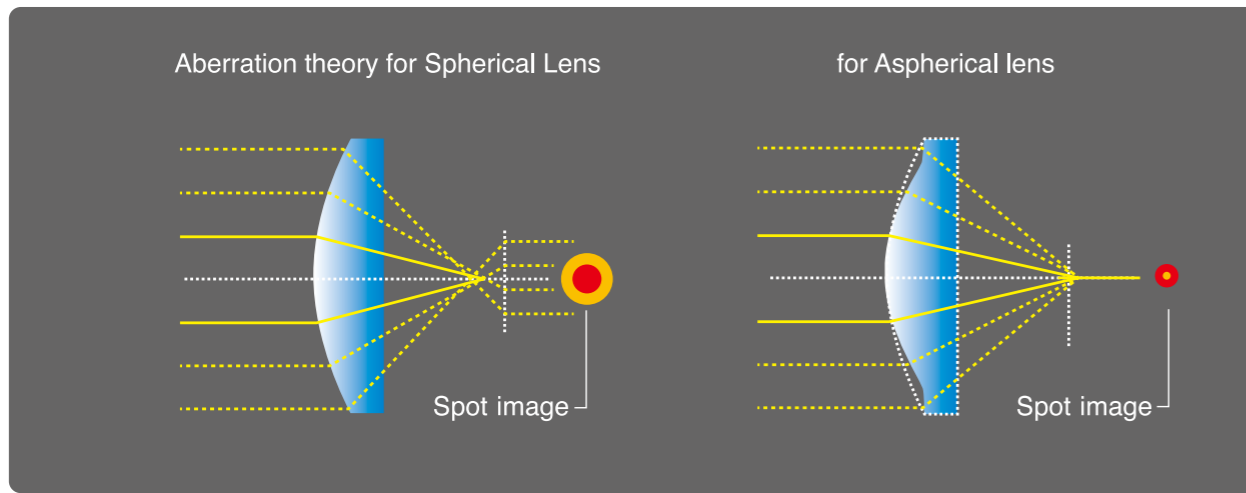 Aberration theory for Spherical Lens
for Aspherical lens
Spot image
Spot image